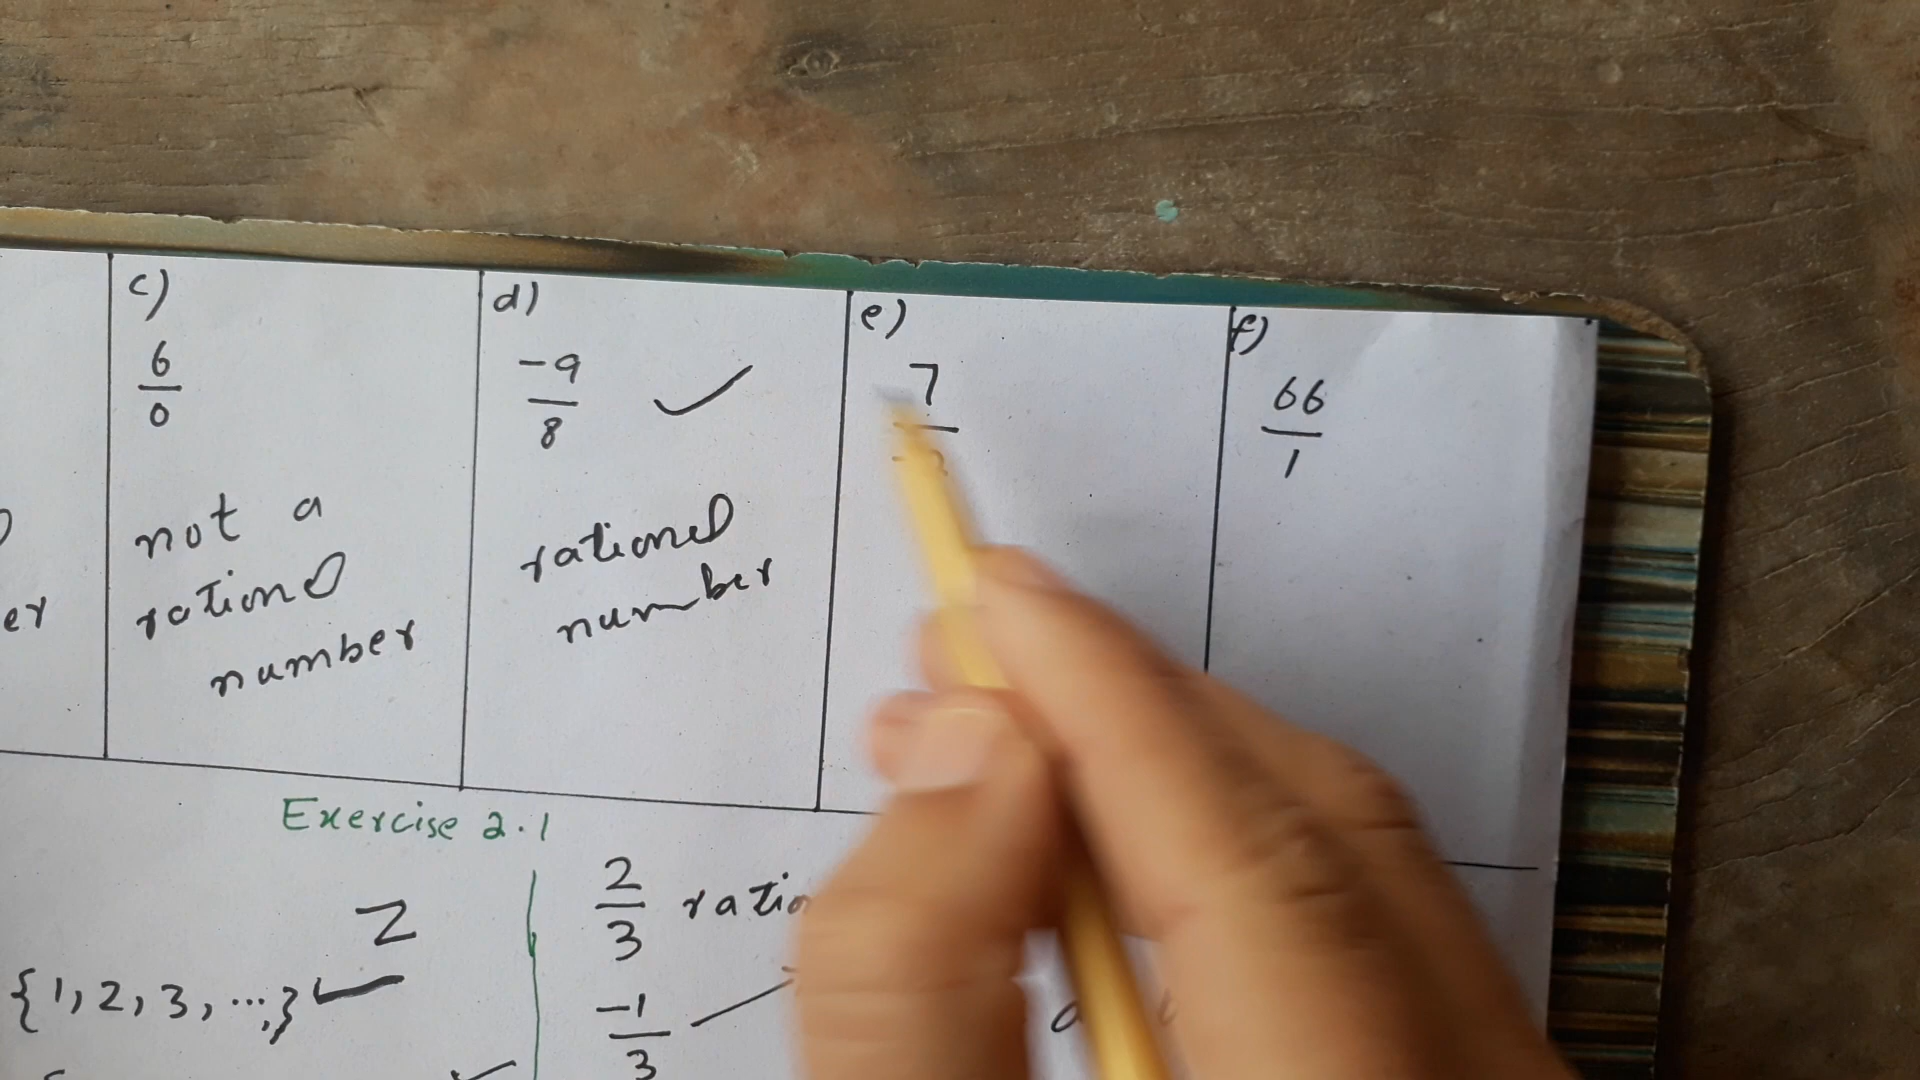 c)
6
0
not a
rational
number
d)
-9
8
rational
number
e)
7
f)
66
1
er
Exercise 2.1
Z
{1, 2, 3, ...,}
2
3
-1
3